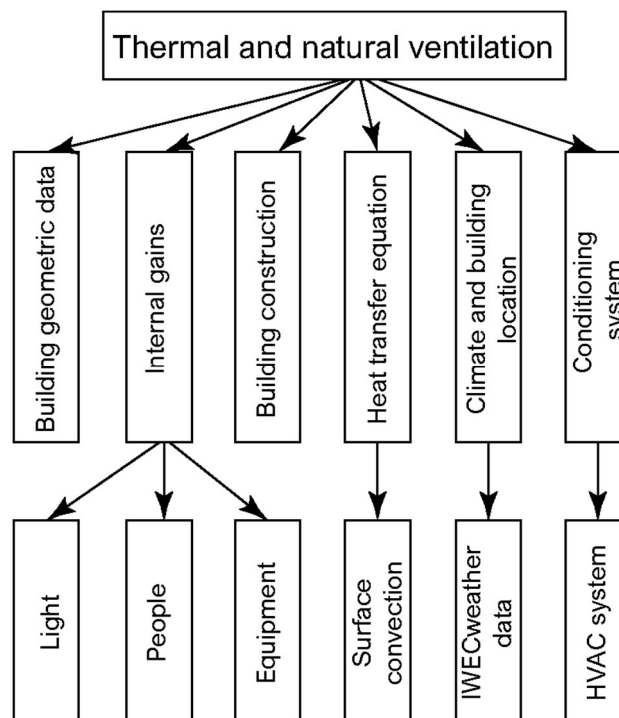 Thermal and natural ventilation
Building geometric data
Internal gains
Building construction
Heat transfer equation
Climate and building
location
Conditioning
system
Light
People
Equipment
Surface
convection
IWECweather
data
HVAC system